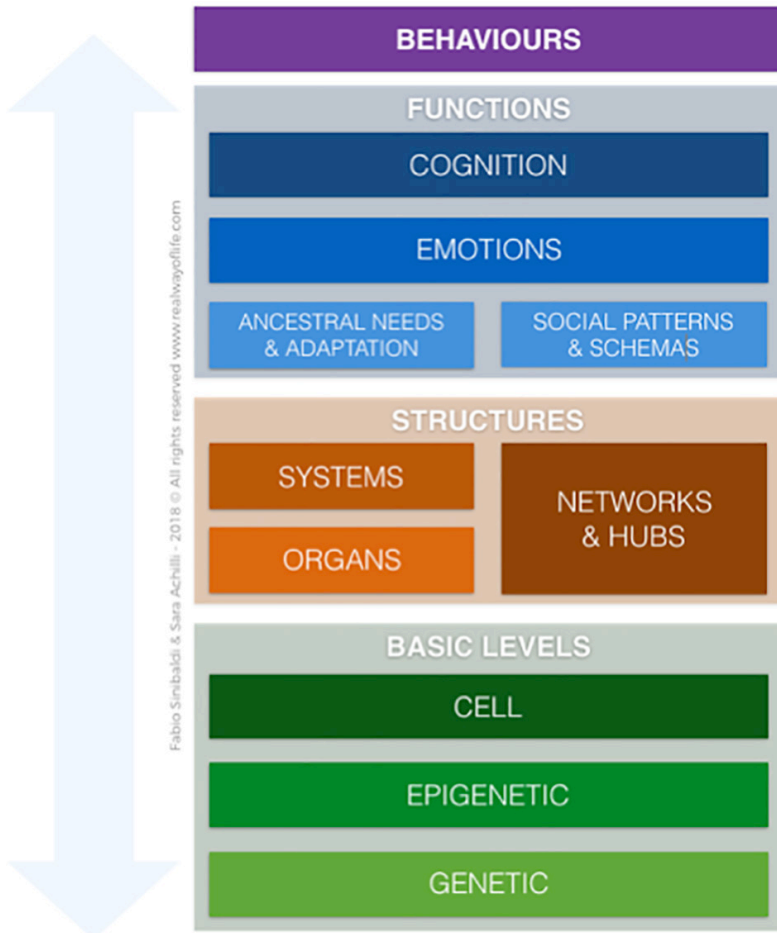 BEHAVIOURS
FUNCTIONS
COGNITION
EMOTIONS
ANCESTRAL NEEDS
& ADAPTATION
SOCIAL PATTERNS
& SCHEMAS
STRUCTURES
SYSTEMS
ORGANS
NETWORKS
& HUBS
BASIC LEVELS
CELL
EPIGENETIC
GENETIC
Fabio Sinibaldi & Sara Achilli - 2018 © All rights reserved www.realwayoflife.com